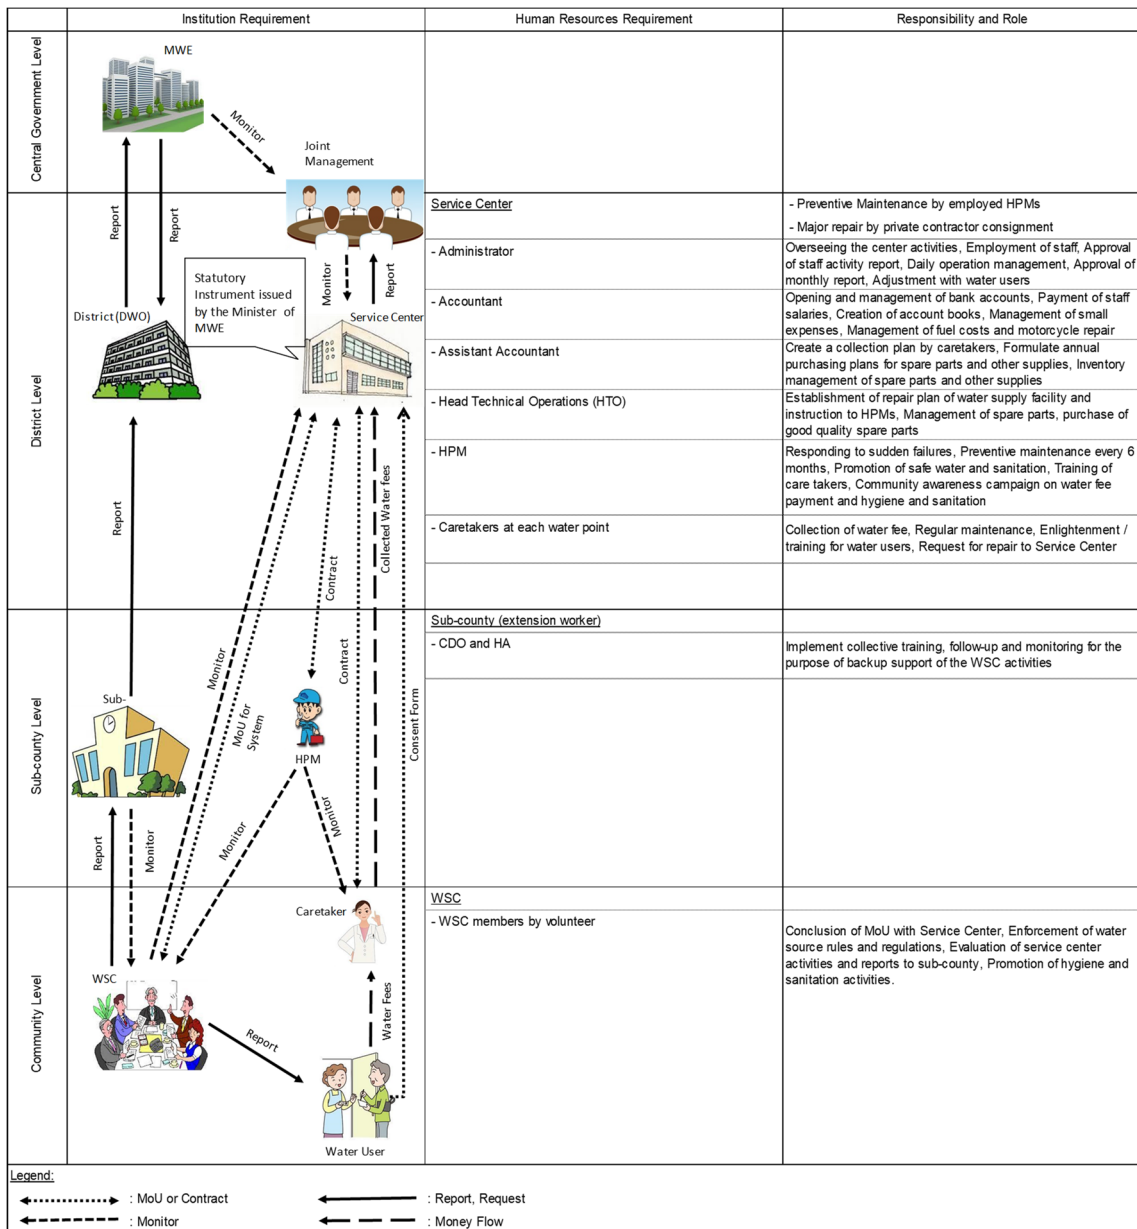 Institution Requirement
Human Resources Requirement
Responsibility and Role
Central Government Level
MWE
Monitor
Joint
Management
Report
Report
District Level
Statutory
Instrument issued
by the Minister of
MWE
Monitor
Report
District (DWO)
Service Center
Report
Collected Water fees
Contract
Contract
Monitor
MoU for
System
Consent Form
Service Center
- Preventive Maintenance by employed HPMs
- Major repair by private contractor consignment
- Administrator
Overseeing the center activities, Employment of staff, Approval
of staff activity report, Daily operation management, Approval of
monthly report, Adjustment with water users
- Accountant
Opening and management of bank accounts, Payment of staff
salaries, Creation of account books, Management of small
expenses, Management of fuel costs and motorcycle repair
- Assistant Accountant
Create a collection plan by caretakers, Formulate annual
purchasing plans for spare parts and other supplies, Inventory
management of spare parts and other supplies
- Head Technical Operations (HTO)
Establishment of repair plan of water supply facility and
instruction to HPMs, Management of spare parts, purchase of
good quality spare parts
- HPM
Responding to sudden failures, Preventive maintenance every 6
months, Promotion of safe water and sanitation, Training of
care takers, Community awareness campaign on water fee
payment and hygiene and sanitation
- Caretakers at each water point
Collection of water fee, Regular maintenance, Enlightenment /
training for water users, Request for repair to Service Center
Sub-county Level
Sub-
HPM
Report
Monitor
Monitor
Monitor
Sub-county (extension worker)
- CDO and HA
Implement collective training, follow-up and monitoring for the
purpose of backup support of the WSC activities
Community Level
Caretaker
WSC
Report
Water Fees
Water User
WSC
- WSC members by volunteer
Conclusion of MoU with Service Center, Enforcement of water
source rules and regulations, Evaluation of service center
activities and reports to sub-county, Promotion of hygiene and
sanitation activities.
Legend:
: MoU or Contract
: Report, Request
: Monitor
: Money Flow